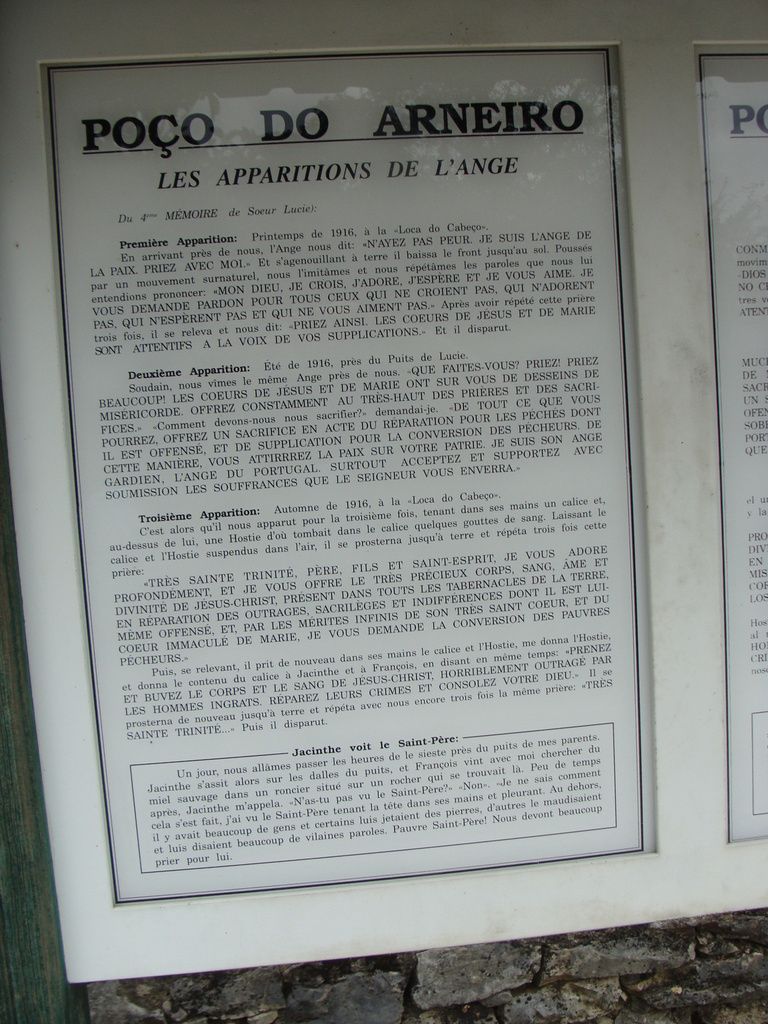 POÇO DO ARNEIRO
LES APPARITIONS DE L'ANGE
Du 4ème MÉMOIRE de Soeur Lucie):
Première Apparition: Printemps de 1916, à la «Loca do Cabeço».
En arrivant près de nous, l'Ange nous dit: «N'AYEZ PAS PEUR. JE SUIS L'ANGE DE
LA PAIX. PRIEZ AVEC MOI.» Et s'agenouillant à terre il baissa le front jusqu'au sol. Poussés
par un mouvement surnaturel, nous l'imitâmes et nous répétâmes les paroles que nous lui
entendions prononcer: «MON DIEU, JE CROIS, J'ADORE, J'ESPÈRE ET JE VOUS AIME. JE
VOUS DEMANDE PARDON POUR TOUS CEUX QUI NE CROIENT PAS, QUI N'ADORENT
PAS, QUI N'ESPÈRENT PAS ET QUI NE VOUS AIMENT PAS.» Après avoir répété cette prière
trois fois, il se releva et nous dit: «PRIEZ AINSI. LES COEURS DE JÉSUS ET DE MARIE
SONT ATTENTIFS A LA VOIX DE VOS SUPPLICATIONS.» Et il disparut.
Deuxième Apparition: Été de 1916, près du Puits de Lucie.
Soudain, nous vîmes le même Ange près de nous. «QUE FAITES-VOUS? PRIEZ! PRIEZ
BEAUCOUP! LES COEURS DE JÉSUS ET DE MARIE ONT SUR VOUS DE DESSEINS DE
MISÉRICORDE. OFFREZ CONSTAMMENT AU TRÈS-HAUT DES PRIÈRES ET DES SACRI-
FICES.» «Comment devons-nous nous sacrifier?» demandai-je. «DE TOUT CE QUE VOUS
POURREZ, OFFREZ UN SACRIFICE EN ACTE DU RÉPARATION POUR LES PÉCHÉS DONT
IL EST OFFENSÉ, ET DE SUPPLICATION POUR LA CONVERSION DES PÉCHEURS. DE
CETTE MANIÈRE, VOUS ATTIRRREZ LA PAIX SUR VOTRE PATRIE. JE SUIS SON ANGE
GARDIEN, L'ANGE DU PORTUGAL. SURTOUT ACCEPTEZ ET SUPPORTEZ AVEC
SOUMISSION LES SOUFFRANCES QUE LE SEIGNEUR VOUS ENVERRA.»
Troisième Apparition: Automne de 1916, à la «Loca do Cabeço».
C'est alors qu'il nous apparut pour la troisième fois, tenant dans ses mains un calice et,
au-dessus de lui, une Hostie d'où tombait dans le calice quelques gouttes de sang. Laissant le
calice et l'Hostie suspendus dans l'air, il se prosterna jusqu'à terre et répéta trois fois cette
prière:
«TRÈS SAINTE TRINITÉ, PÈRE, FILS ET SAINT-ESPRIT, JE VOUS ADORE
PROFONDÉMENT, ET JE VOUS OFFRE LE TRÈS PRÉCIEUX CORPS, SANG, ÂME ET
DIVINITÉ DE JÉSUS-CHRIST, PRÉSENT DANS TOUTS LES TABERNACLES DE LA TERRE,
EN RÉPARATION DES OUTRAGES, SACRILÈGES ET INDIFFÉRENCES DONT IL EST LUI-
MÊME OFFENSÉ, ET, PAR LES MÉRITES INFINIS DE SON TRÈS SAINT COEUR, ET DU
COEUR IMMACULÉ DE MARIE, JE VOUS DEMANDE LA CONVERSION DES PAUVRES
PÉCHEURS.»
Puis, se relevant, il prit de nouveau dans ses mains le calice et l'Hostie, me donna l'Hostie,
et donna le contenu du calice à Jacinthe et à François, en disant en même temps: «PRENEZ
ET BUVEZ LE CORPS ET LE SANG DE JÉSUS-CHRIST, HORRIBLEMENT OUTRAGÉ PAR
LES HOMMES INGRATS. RÉPAREZ LEURS CRIMES ET CONSOLEZ VOTRE DIEU.» Il se
prosterna de nouveau jusqu'à terre et répéta avec nous encore trois fois la même prière: «TRÈS
SAINTE TRINITÉ...» Puis il disparut.
Jacinthe voit le Saint-Père:
Un jour, nous allâmes passer les heures de le sieste près du puits de mes parents.
Jacinthe s'assit alors sur les dalles du puits, et François vint avec moi chercher du
miel sauvage dans un roncier situé sur un rocher qui se trouvait là. Peu de temps
après, Jacinthe m'appela. «N'as-tu pas vu le Saint-Père?» «Non». «Je ne sais comment
cela s'est fait, j'ai vu le Saint-Père tenant la tête dans ses mains et pleurant. Au dehors,
il y avait beaucoup de gens et certains luis jetaient des pierres, d'autres le maudisaient
et luis disaient beaucoup de vilaines paroles. Pauvre Saint-Père! Nous devont beaucoup
prier pour lui.
CONM
movim
«DIOS
NO C
tres v
ATEN
MUCH
DE
SACR
UN S
OFEN
SOB
PORT
QUE
el u
y la
PRO
DIV
EN
MIS
COR
LOS
Hos
al
HO
CRI
nos